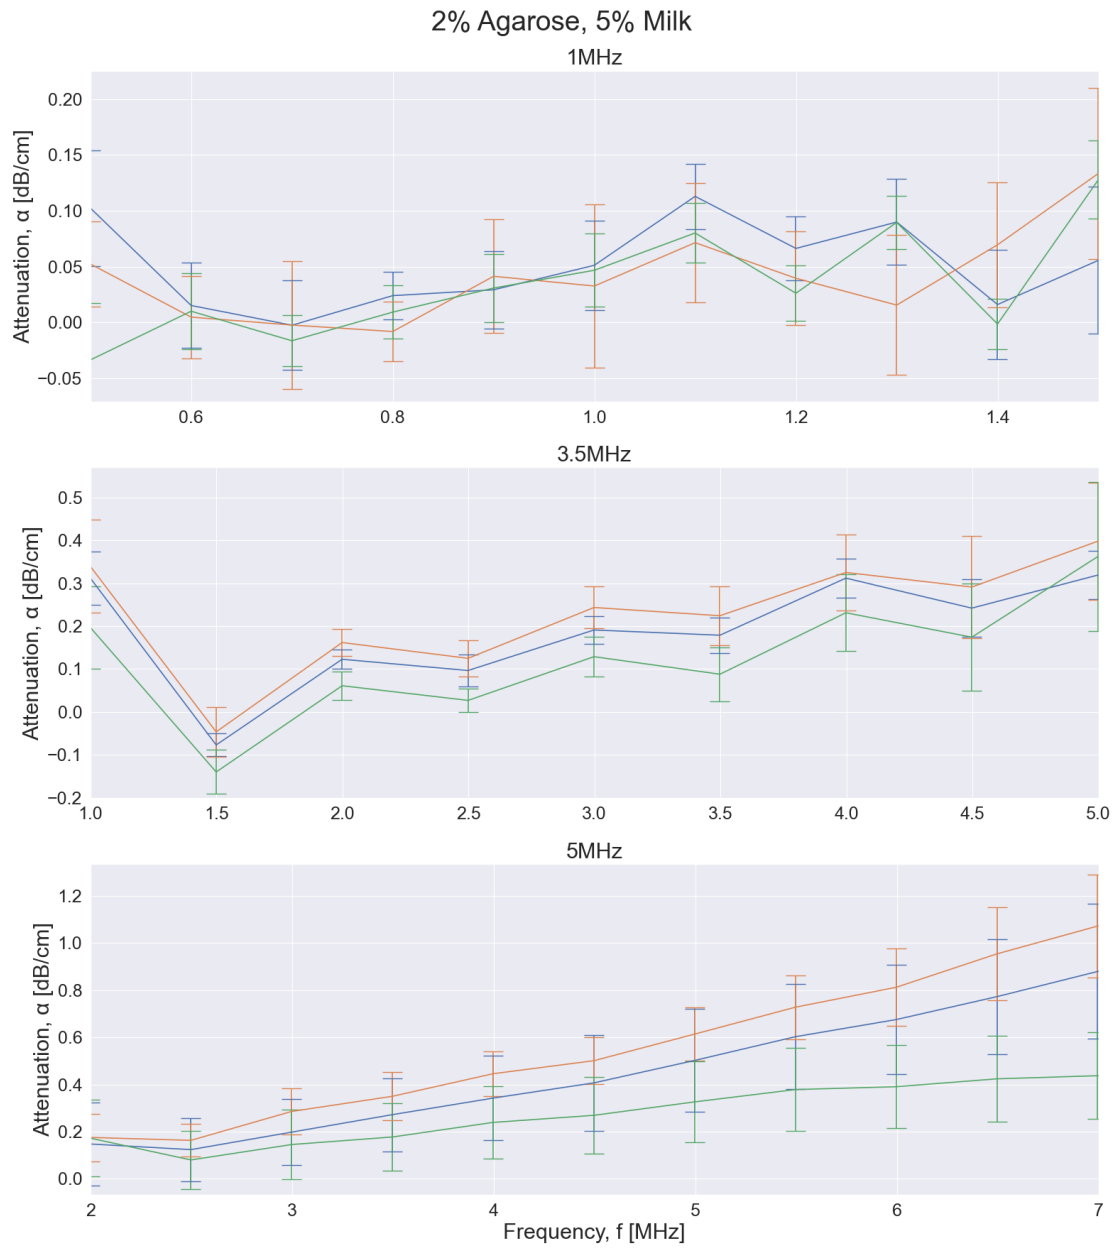 2% Agarose, 5% Milk
1MHz
Attenuation, α [dB/cm]
0.20
0.15
0.10
0.05
0.00
−0.05
0.6 0.8 1.0 1.2 1.4
3.5MHz
Attenuation, α [dB/cm]
0.5
0.4
0.3
0.2
0.1
0.0
−0.1
−0.2
1.0 1.5 2.0 2.5 3.0 3.5 4.0 4.5 5.0
5MHz
Attenuation, α [dB/cm]
1.2
1.0
0.8
0.6
0.4
0.2
0.0
2 3 4 5 6 7
Frequency, f [MHz]